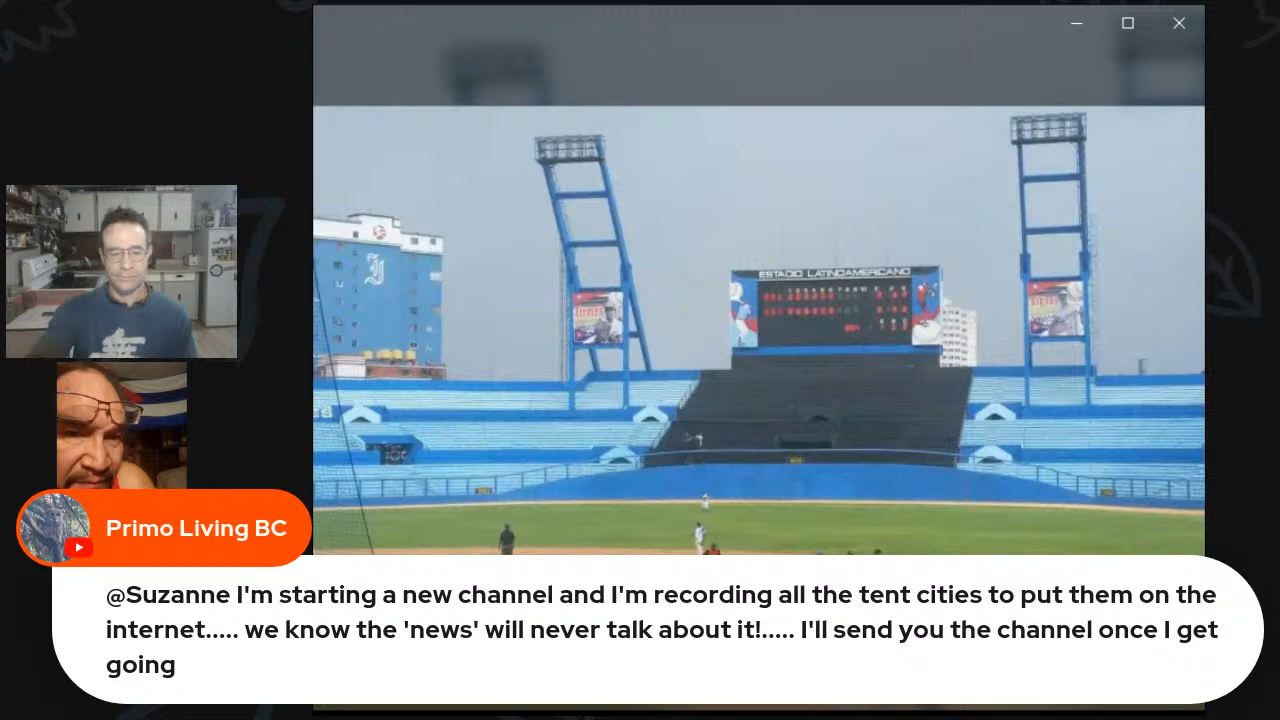 ESTADIO LATINOAMERICANO
400
Primo Living BC
@Suzanne I'm starting a new channel and I'm recording all the tent cities to put them on the
internet..... we know the 'news' will never talk about it!..... I'll send you the channel once I get
going